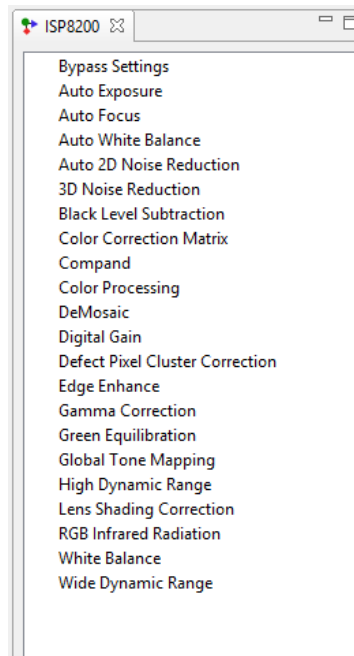 ISP8200
Bypass Settings
Auto Exposure
Auto Focus
Auto White Balance
Auto 2D Noise Reduction
3D Noise Reduction
Black Level Subtraction
Color Correction Matrix
Compand
Color Processing
DeMosaic
Digital Gain
Defect Pixel Cluster Correction
Edge Enhance
Gamma Correction
Green Equilibration
Global Tone Mapping
High Dynamic Range
Lens Shading Correction
RGB Infrared Radiation
White Balance
Wide Dynamic Range